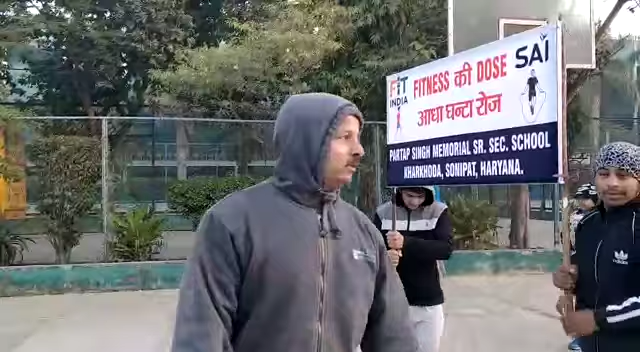 FIT INDIA
FITNESS की DOSE
SAI
आधा घन्टा रोज
PARTAP SINGH MEMORIAL SR. SEC. SCHOOL
KHARKHODA, SONIPAT, HARYANA.
adidas